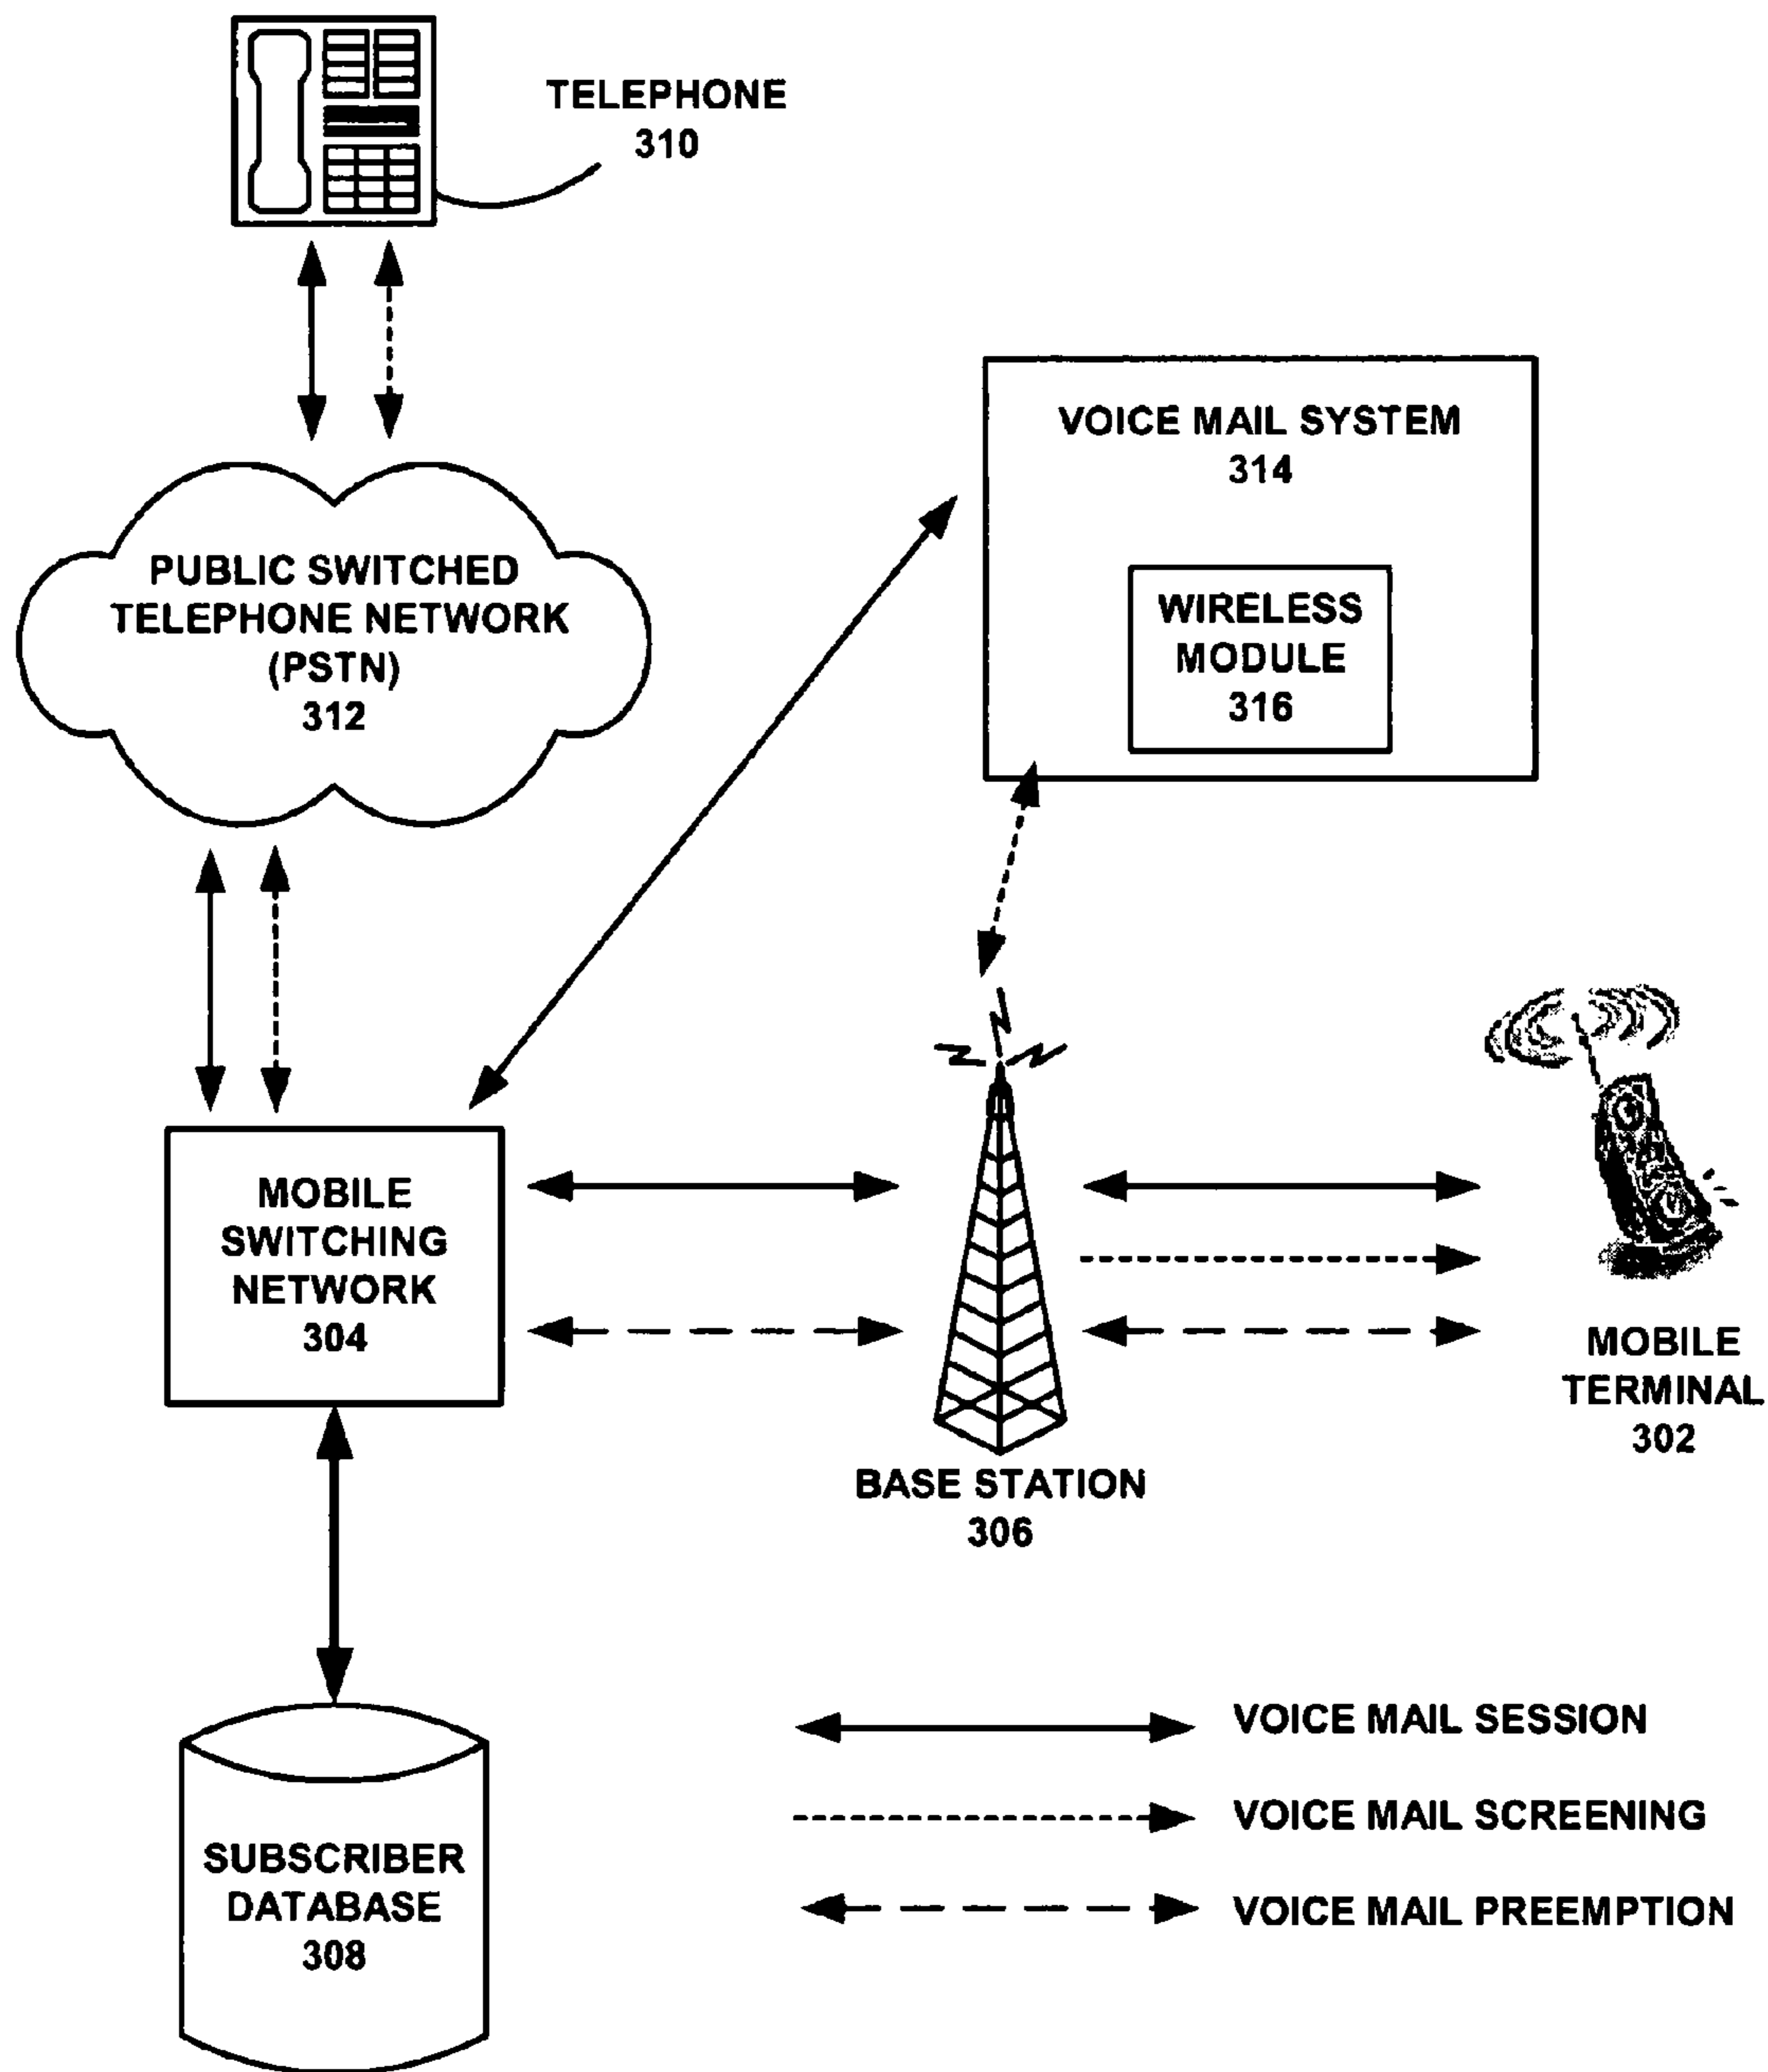 TELEPHONE
310
VOICE MAIL SYSTEM
314
PUBLIC SWITCHED
TELEPHONE NETWORK
(PSTN)
312
WIRELESS
MODULE
316
MOBILE
SWITCHING
NETWORK
304
MOBILE
TERMINAL
302
BASE STATION
306
SUBSCRIBER
DATABASE
308
VOICE MAIL SESSION
VOICE MAIL SCREENING
VOICE MAIL PREEMPTION